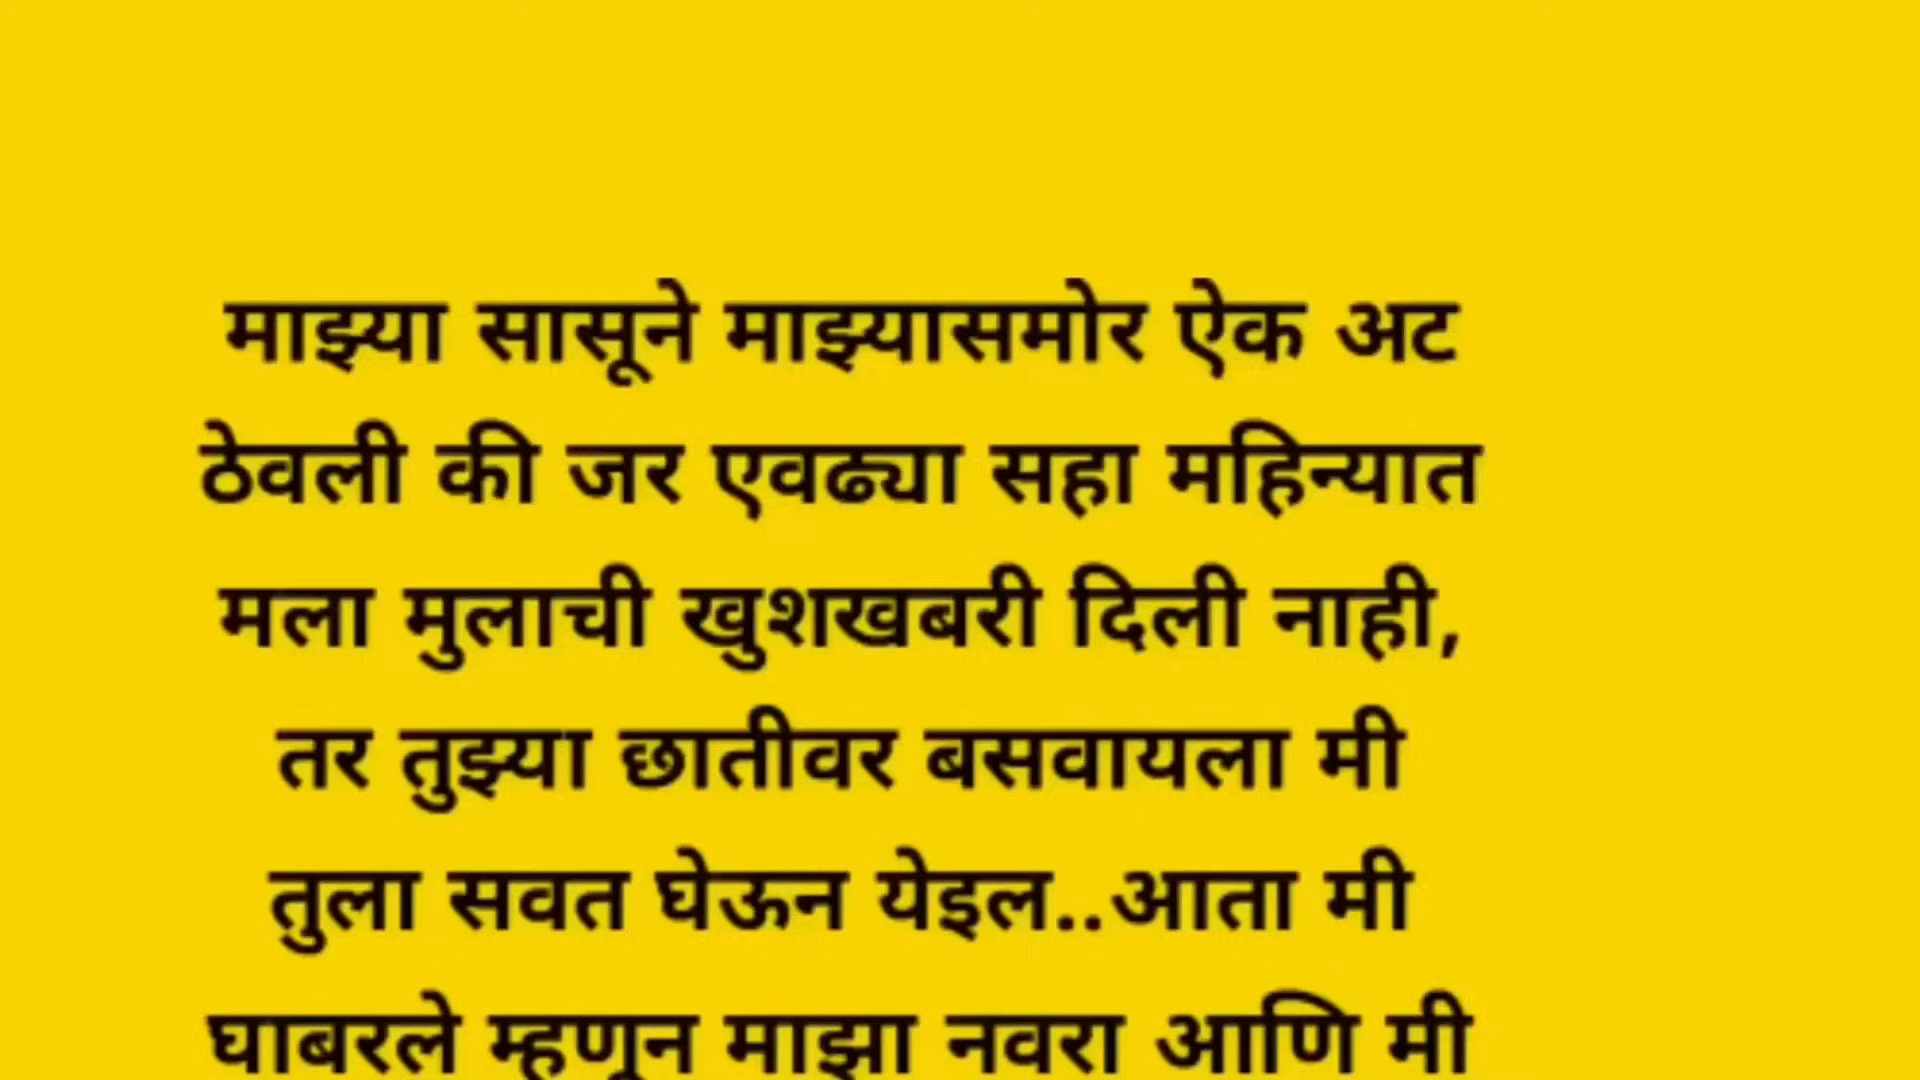 माझ्या सासूने माझ्यासमोर ऐक अट
ठेवली की जर एवढ्या सहा महिन्यात
मला मुलाची खुशखबरी दिली नाही,
तर तुझ्या छातीवर बसवायला मी
तुला सवत घेऊन येइल..आता मी
घाबरले म्हणून माझा नवरा आणि मी